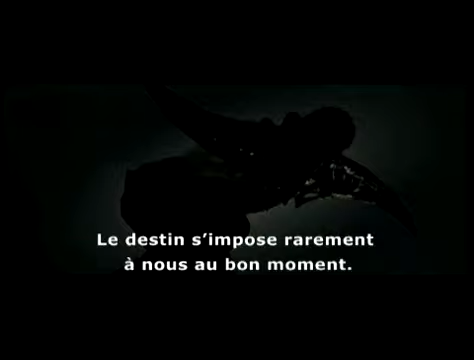 Le destin s’impose rarement
à nous au bon moment.